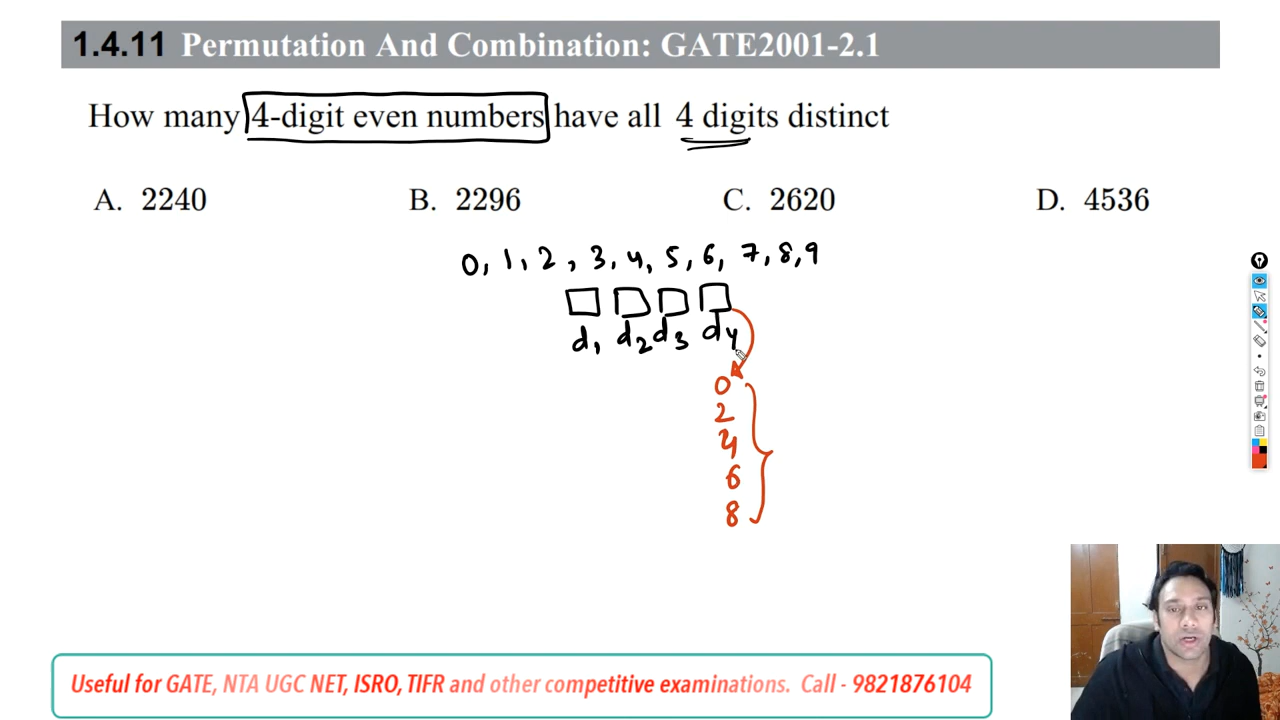 1.4.11 Permutation And Combination: GATE2001-2.1
How many 4-digit even numbers have all 4 digits distinct
A. 2240 B. 2296 C. 2620 D. 4536
0, 1, 2, 3, 4, 5, 6, 7, 8, 9
d1 d2 d3 d4
0
2
4
6
8
Useful for GATE, NTA UGC NET, ISRO, TIFR and other competitive examinations. Call - 9821876104